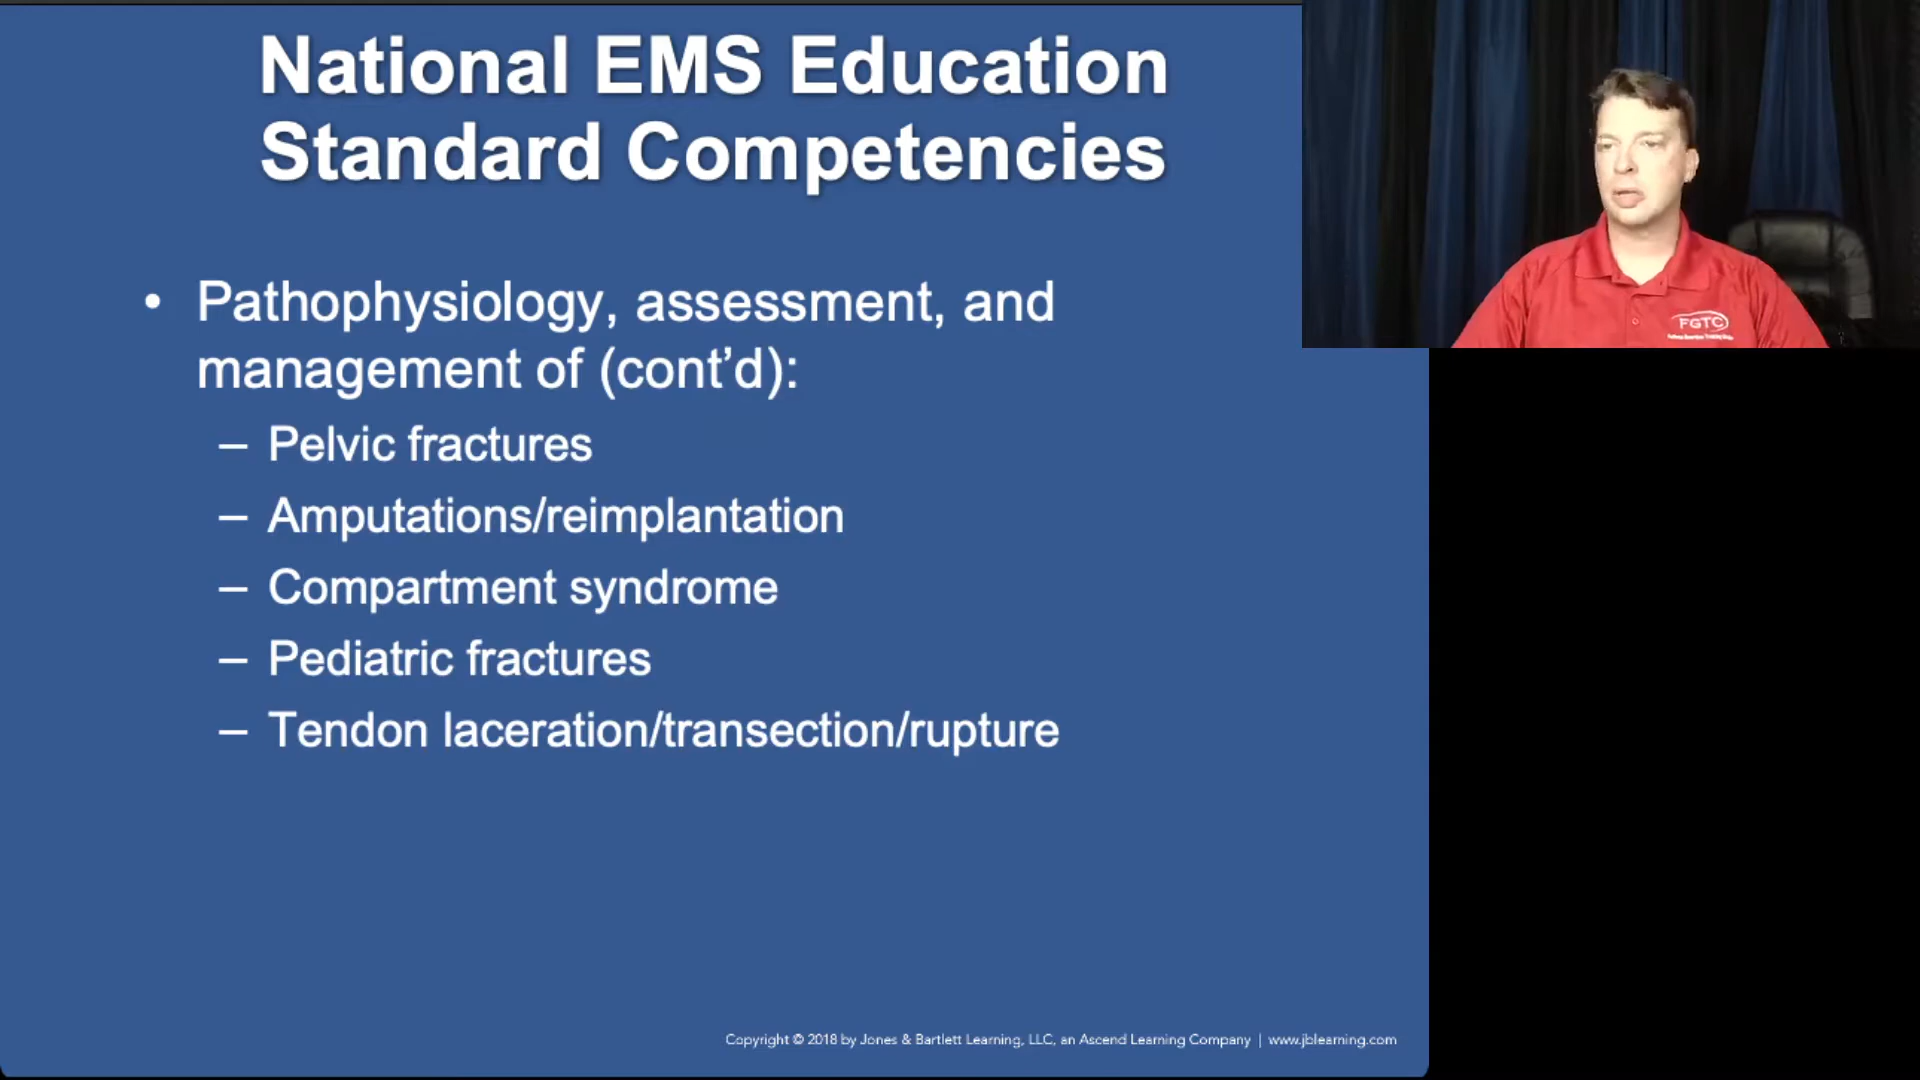 National EMS Education
Standard Competencies
• Pathophysiology, assessment, and
management of (cont’d):
– Pelvic fractures
– Amputations/reimplantation
– Compartment syndrome
– Pediatric fractures
– Tendon laceration/transection/rupture
FGTC
Copyright © 2018 by Jones & Bartlett Learning, LLC, an Ascend Learning Company | www.jblearning.com